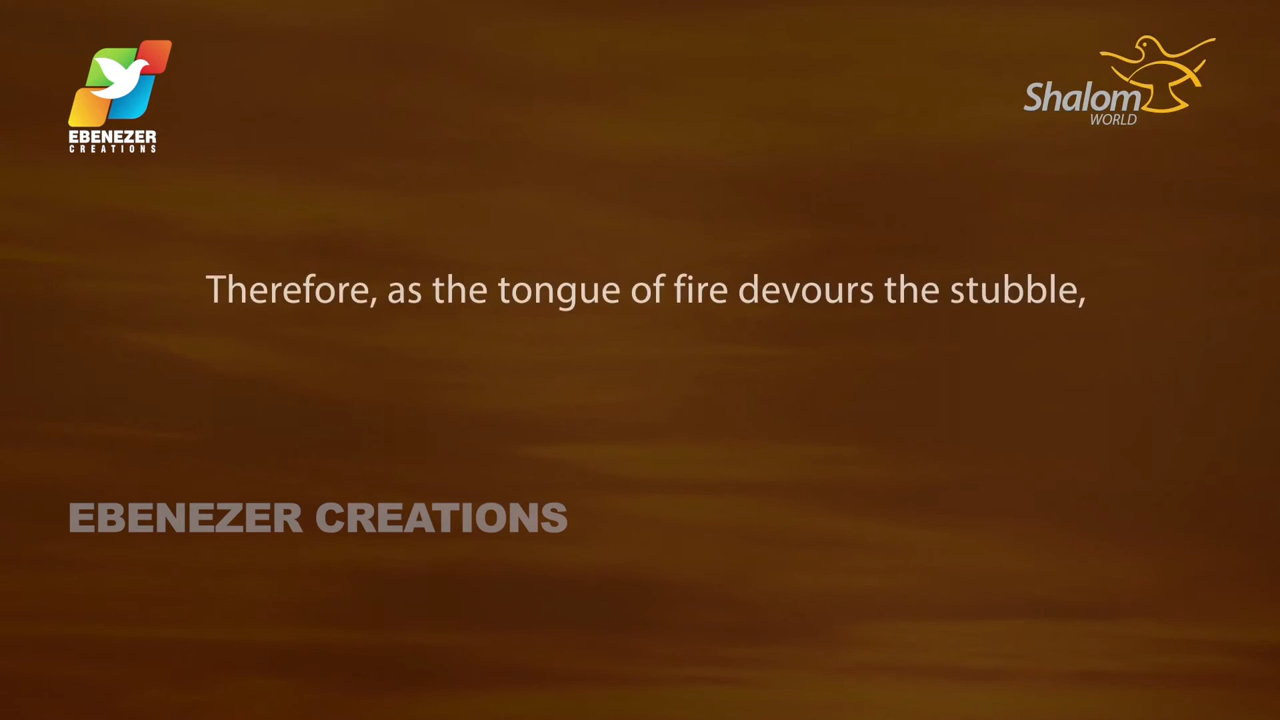 EBENEZER
CREATIONS
Shalom
WORLD
Therefore, as the tongue of fire devours the stubble,
EBENEZER CREATIONS